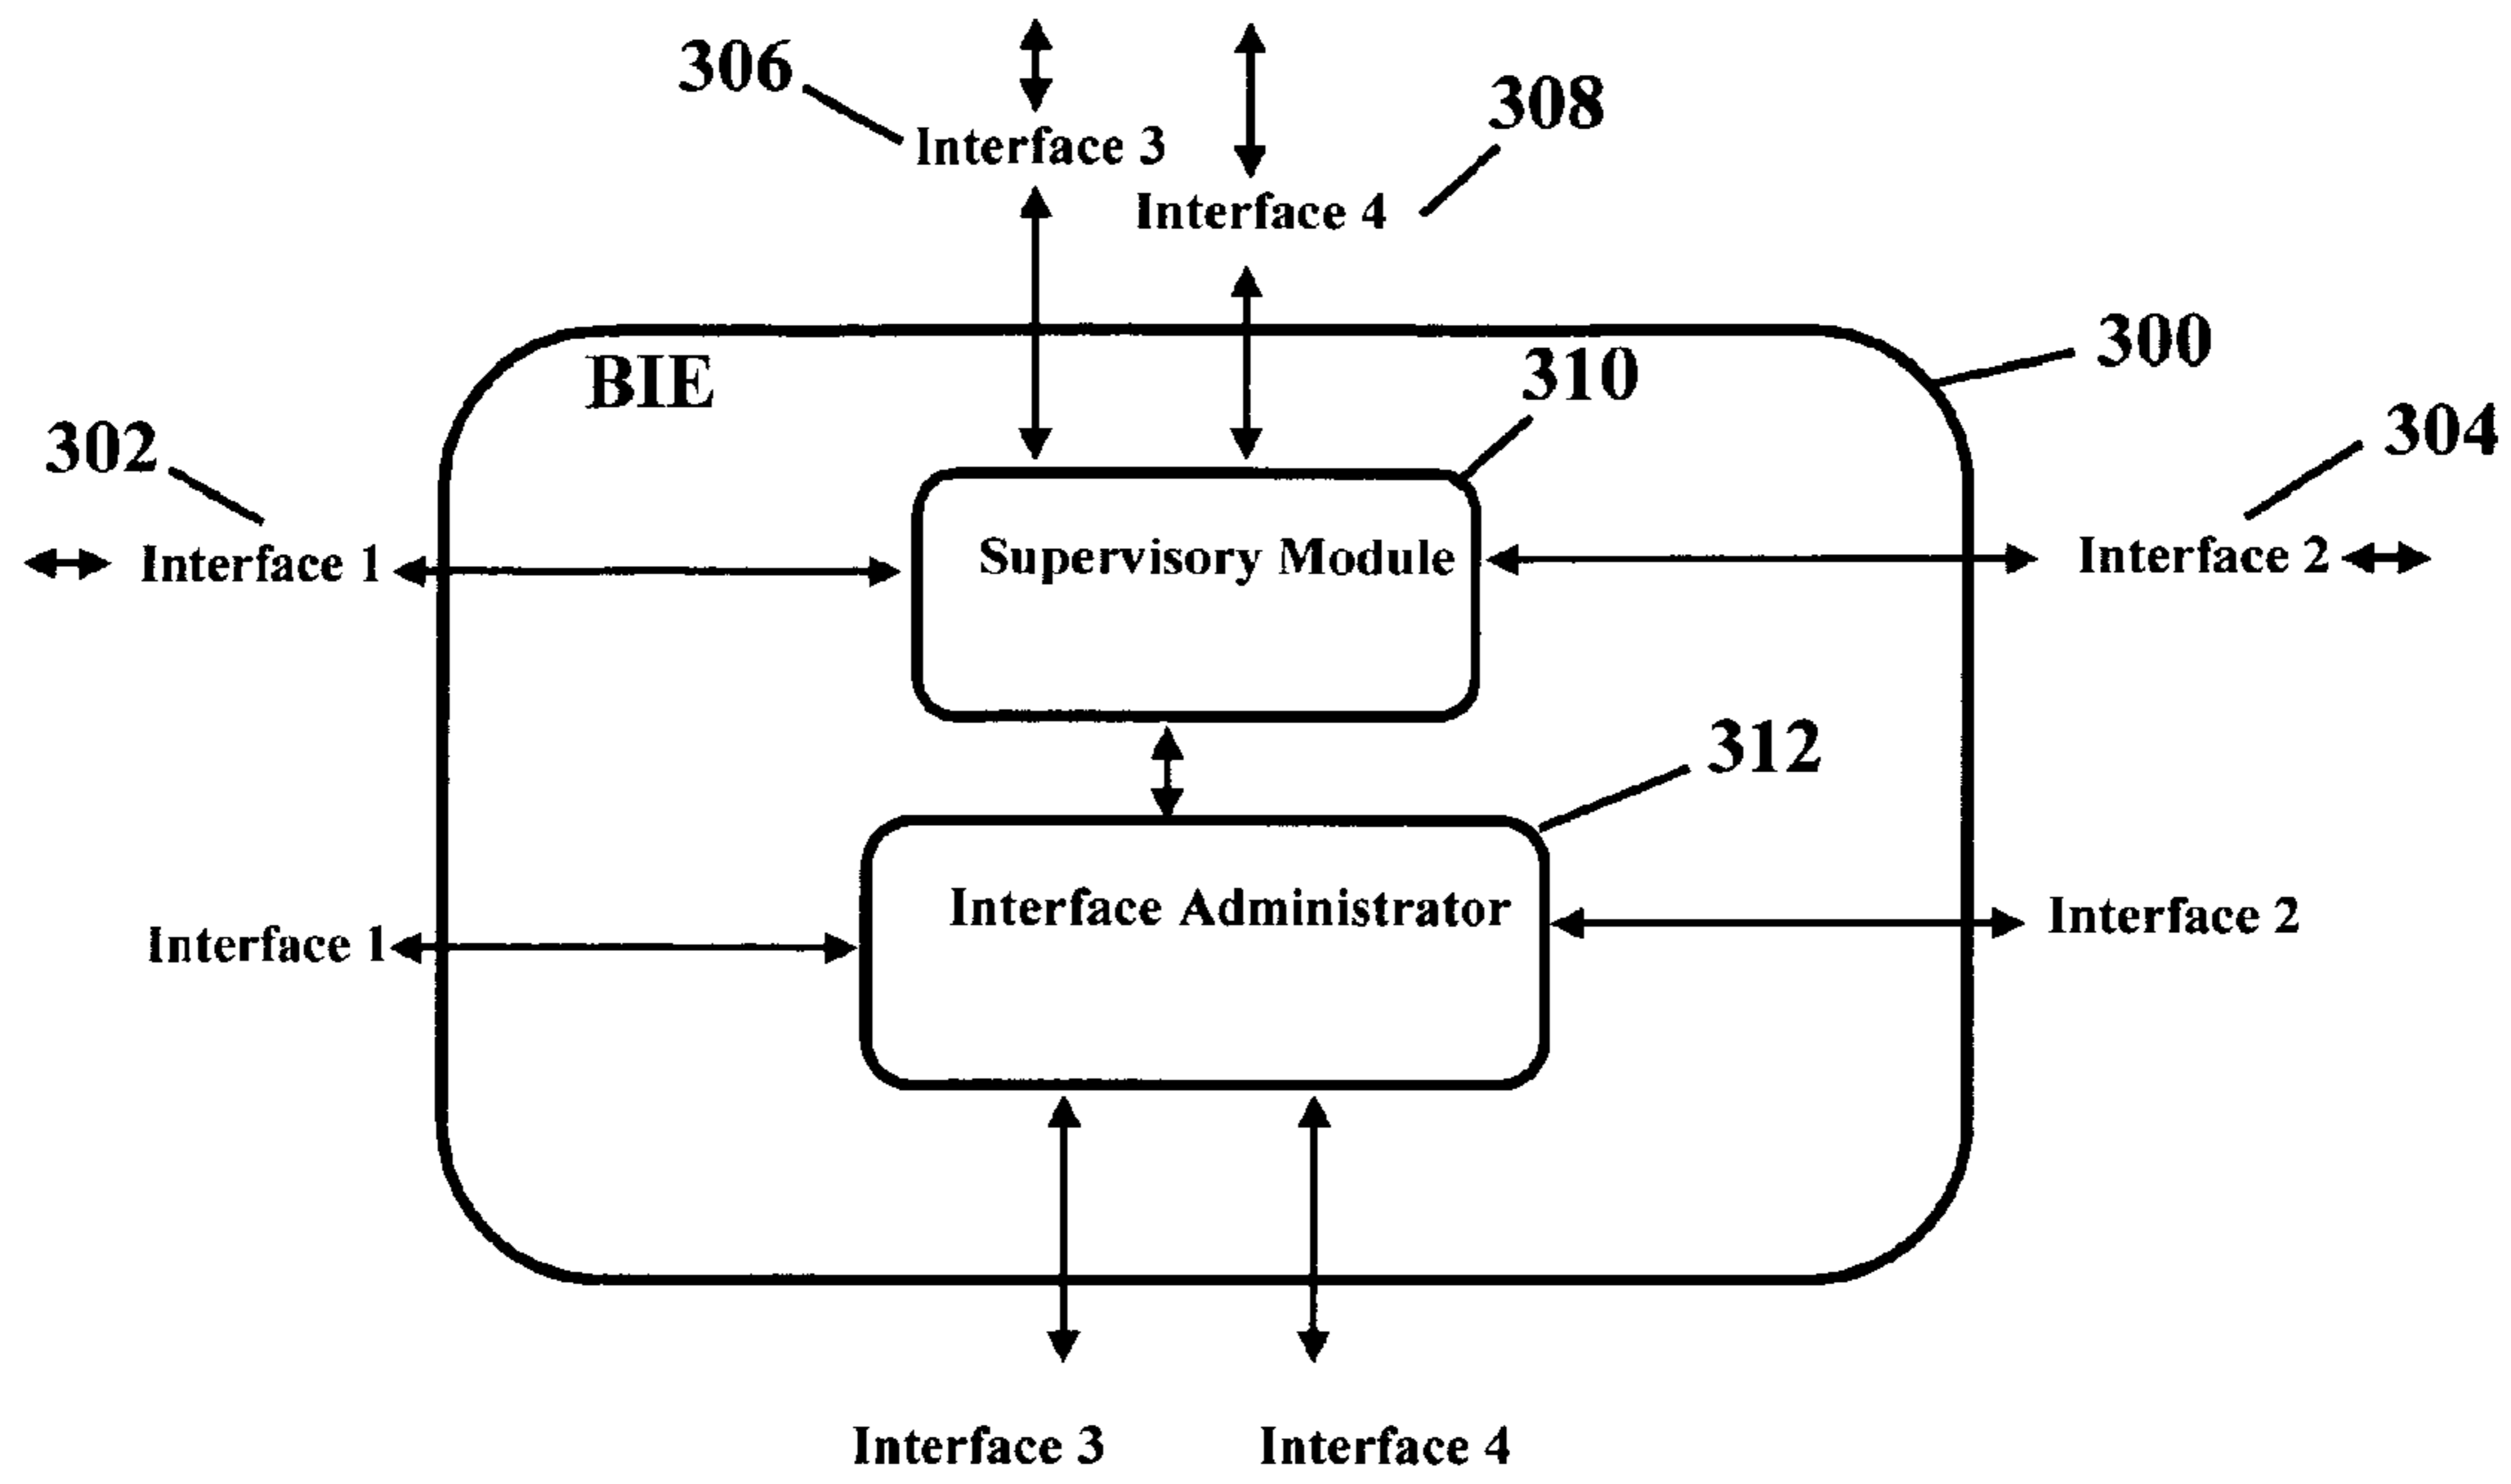 306
308
Interface 3
Interface 4
300
BIE
310
302
304
Interface 1
Supervisory Module
Interface 2
312
Interface Administrator
Interface 1
Interface 2
Interface 3
Interface 4